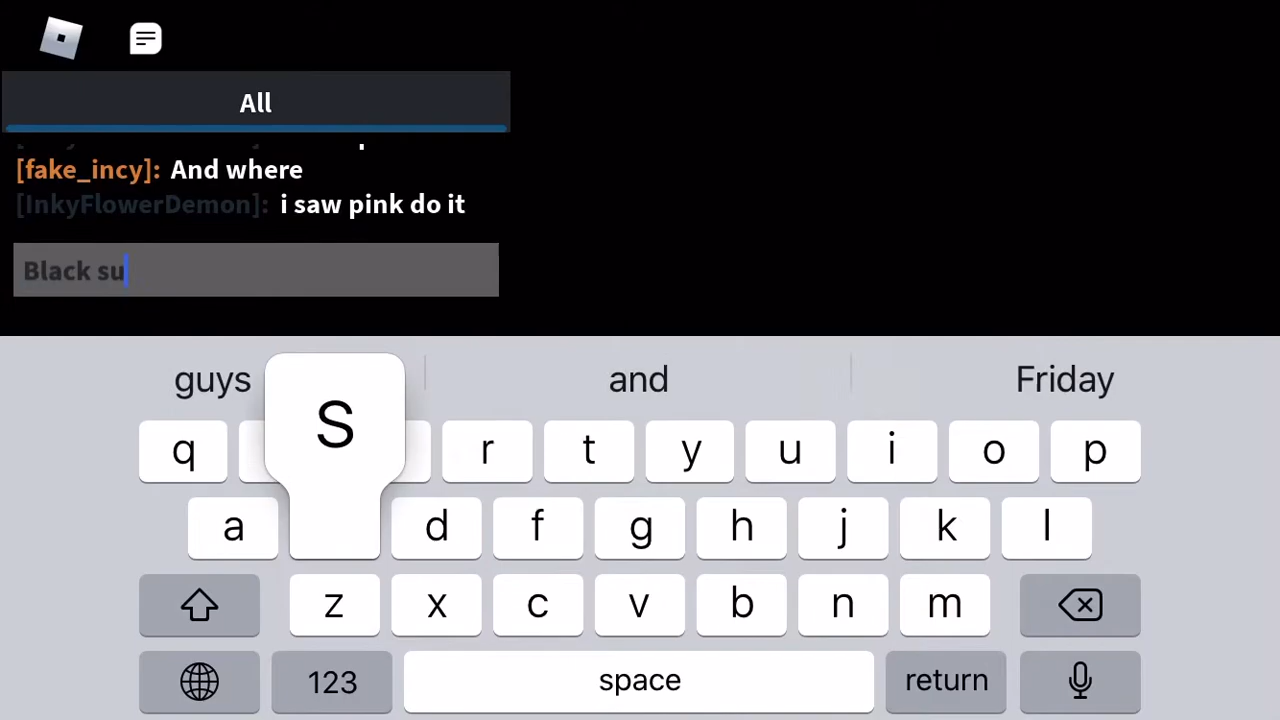 All
[fake_incy]: And where
[InkyFlowerDemon]: i saw pink do it
Black su
guys and Friday
S
q r t y u i o p
a d f g h j k l
z x c v b n m
123 space return